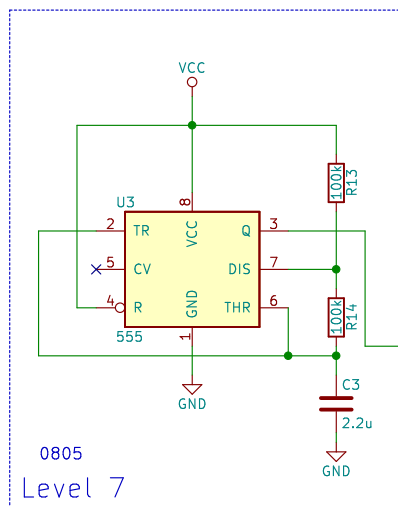 VCC
U3
8
100k
R13
2
TR
VCC
Q
3
5
CV
DIS
7
4
R
GND
THR
6
100k
R14
555
1
C3
GND
2.2u
0805
GND
Level 7